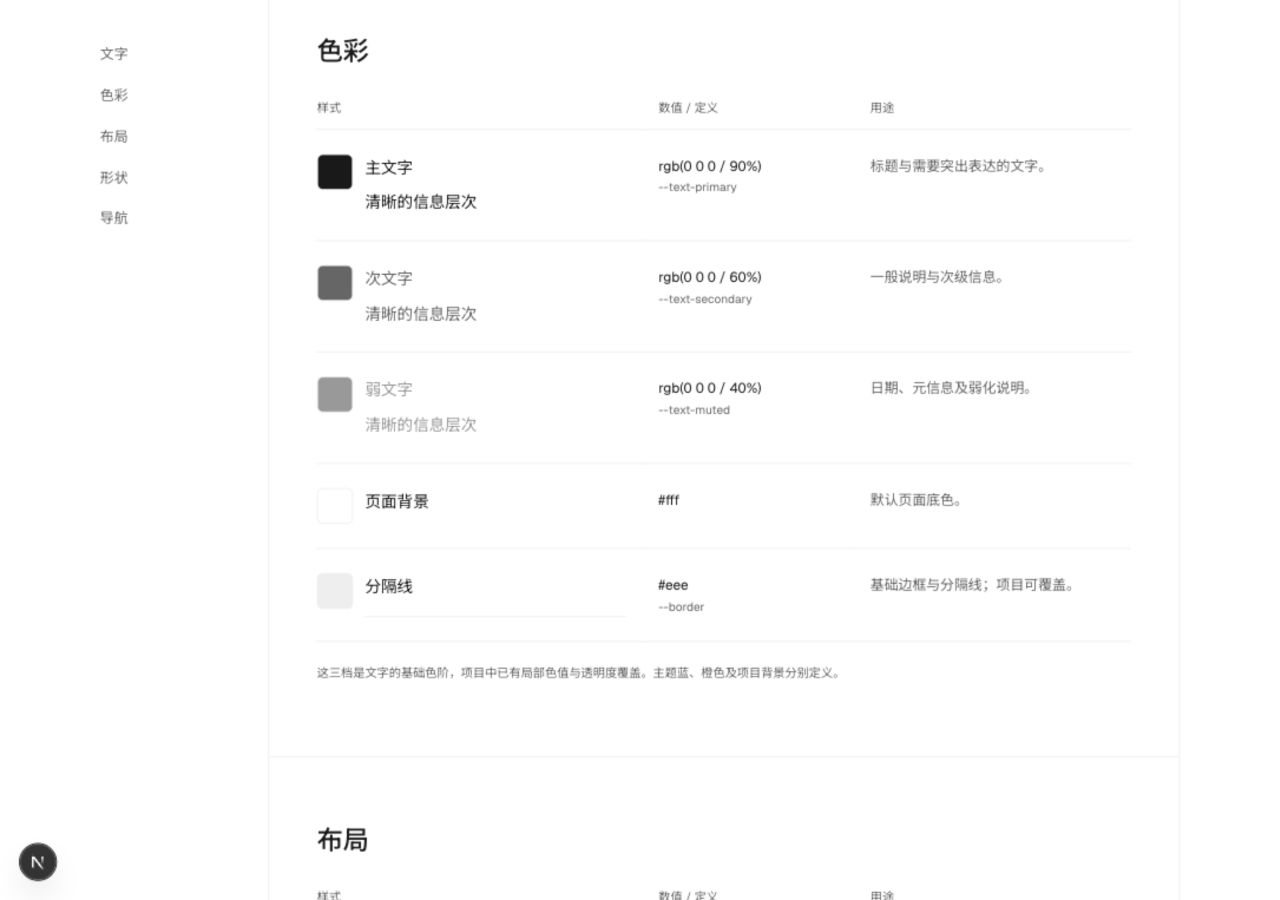 文字
色彩
布局
形状
导航
色彩
样式 数值 / 定义 用途
主文字 rgb(0 0 0 / 90%) 标题与需要突出表达的文字。
--text-primary
清晰的信息层次
次文字 rgb(0 0 0 / 60%) 一般说明与次级信息。
--text-secondary
清晰的信息层次
弱文字 rgb(0 0 0 / 40%) 日期、元信息及弱化说明。
--text-muted
清晰的信息层次
页面背景 #fff 默认页面底色。
分隔线 #eee 基础边框与分隔线；项目可覆盖。
--border
这三档是文字的基础色阶，项目中已有局部色值与透明度覆盖。主题蓝、橙色及项目背景分别定义。
布局
样式 数值 / 定义 用途
N